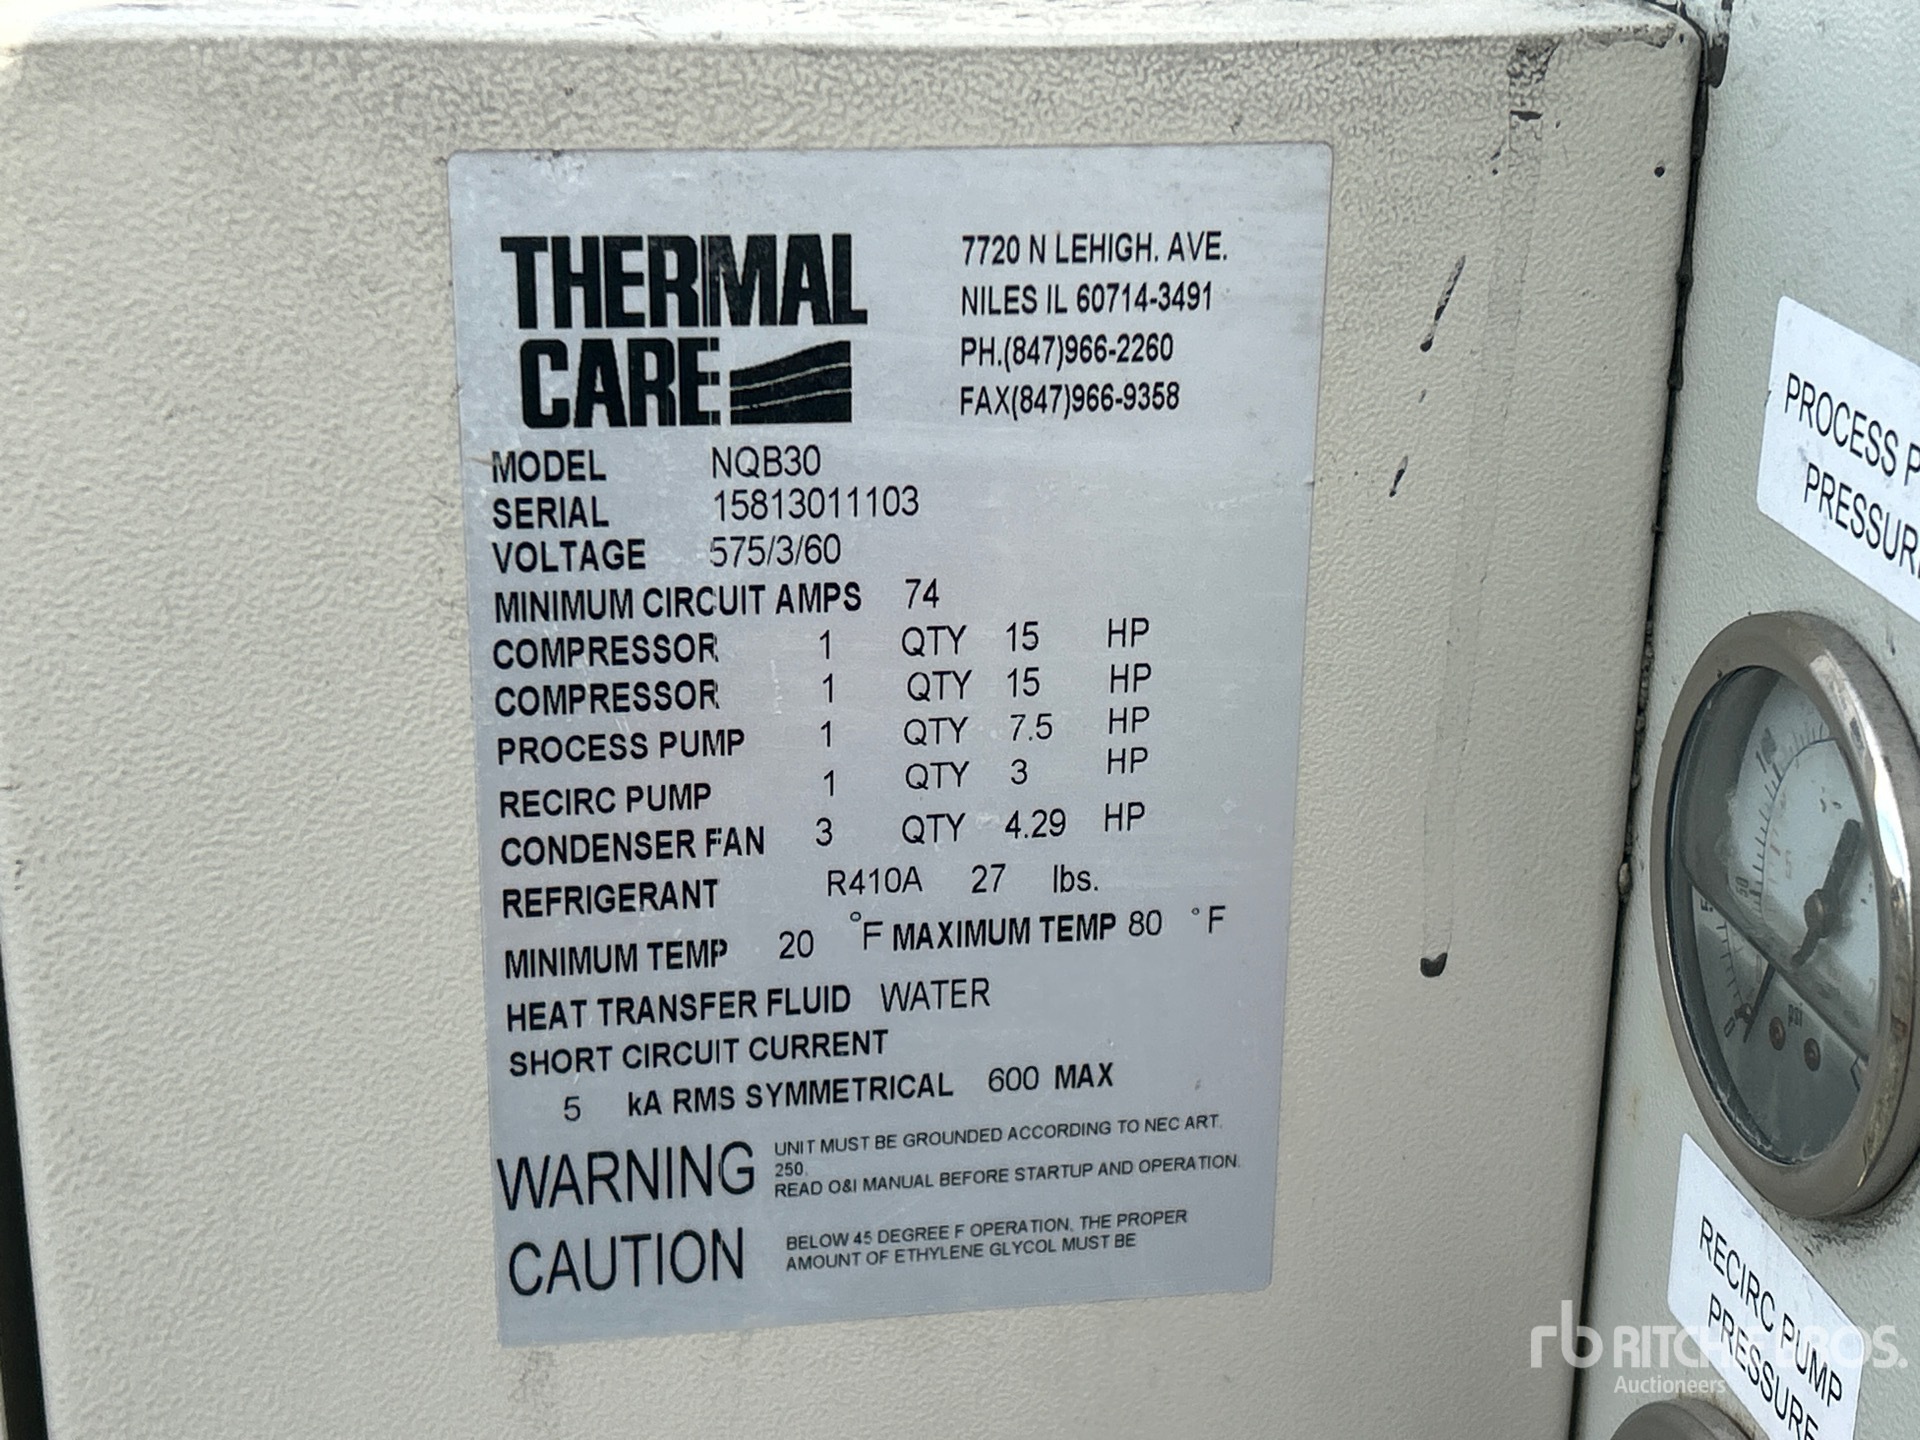 THERMAL
CARE
7720 N LEHIGH. AVE.
NILES IL 60714-3491
PH.(847)966-2260
FAX(847)966-9358
MODEL NQB30
SERIAL 15813011103
VOLTAGE 575/3/60
MINIMUM CIRCUIT AMPS 74
COMPRESSOR 1 QTY 15 HP
COMPRESSOR 1 QTY 15 HP
PROCESS PUMP 1 QTY 7.5 HP
RECIRC PUMP 1 QTY 3 HP
CONDENSER FAN 3 QTY 4.29 HP
REFRIGERANT R410A 27 lbs.
MINIMUM TEMP 20 °F MAXIMUM TEMP 80 °F
HEAT TRANSFER FLUID WATER
SHORT CIRCUIT CURRENT
5 kA RMS SYMMETRICAL 600 MAX
WARNING
UNIT MUST BE GROUNDED ACCORDING TO NEC ART.
250.
READ O&I MANUAL BEFORE STARTUP AND OPERATION.
CAUTION
BELOW 45 DEGREE F OPERATION. THE PROPER
AMOUNT OF ETHYLENE GLYCOL MUST BE
PROCESS P
PRESSUR
psi
RECIRC PUMP
PRESSURE
rb RITCHIE BROS.
Auctioneers